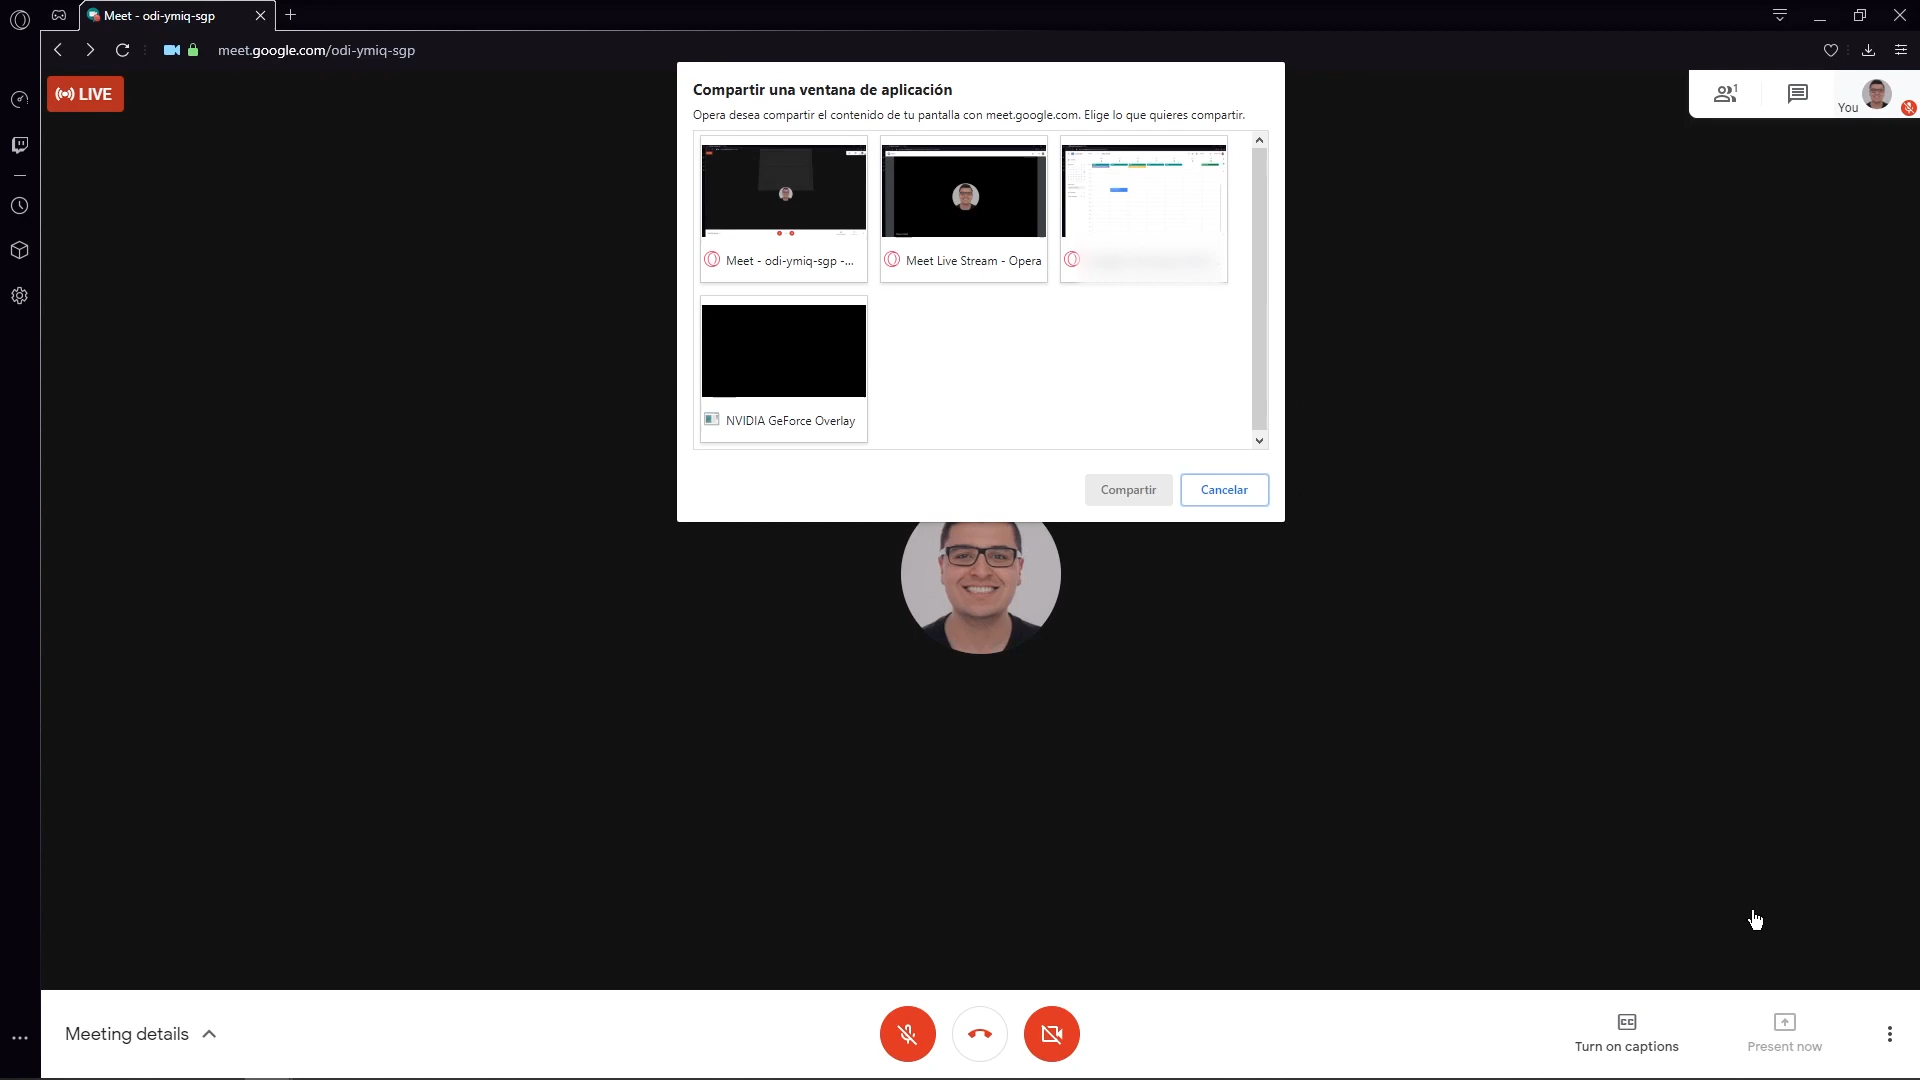 Meet - odi-ymiq-sgp
meet.google.com/odi-ymiq-sgp
LIVE
1
You
Compartir una ventana de aplicación
Opera desea compartir el contenido de tu pantalla con meet.google.com. Elige lo que quieres compartir.
Meet - odi-ymiq-sgp -...
Meet Live Stream - Opera
NVIDIA GeForce Overlay
Compartir
Cancelar
Meeting details
CC
Turn on captions
Present now